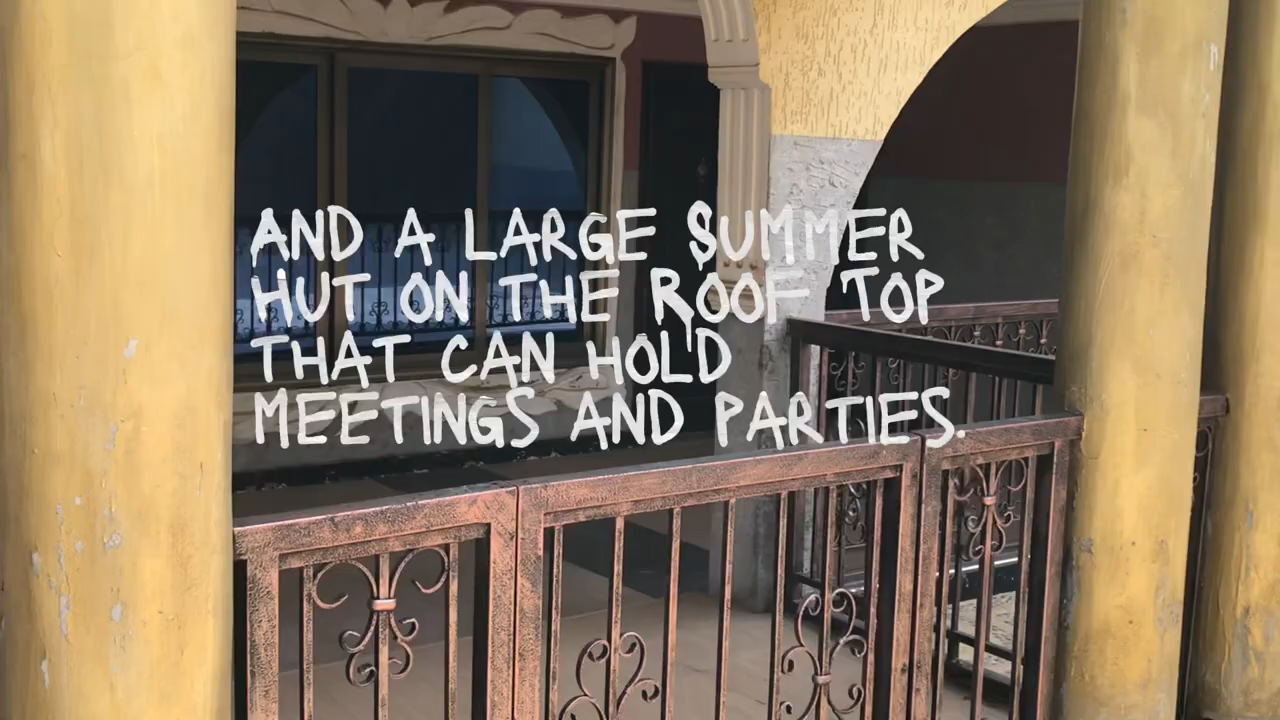 AND A LARGE SUMMER
HUT ON THE ROOF TOP
THAT CAN HOLD
MEETINGS AND PARTIES.